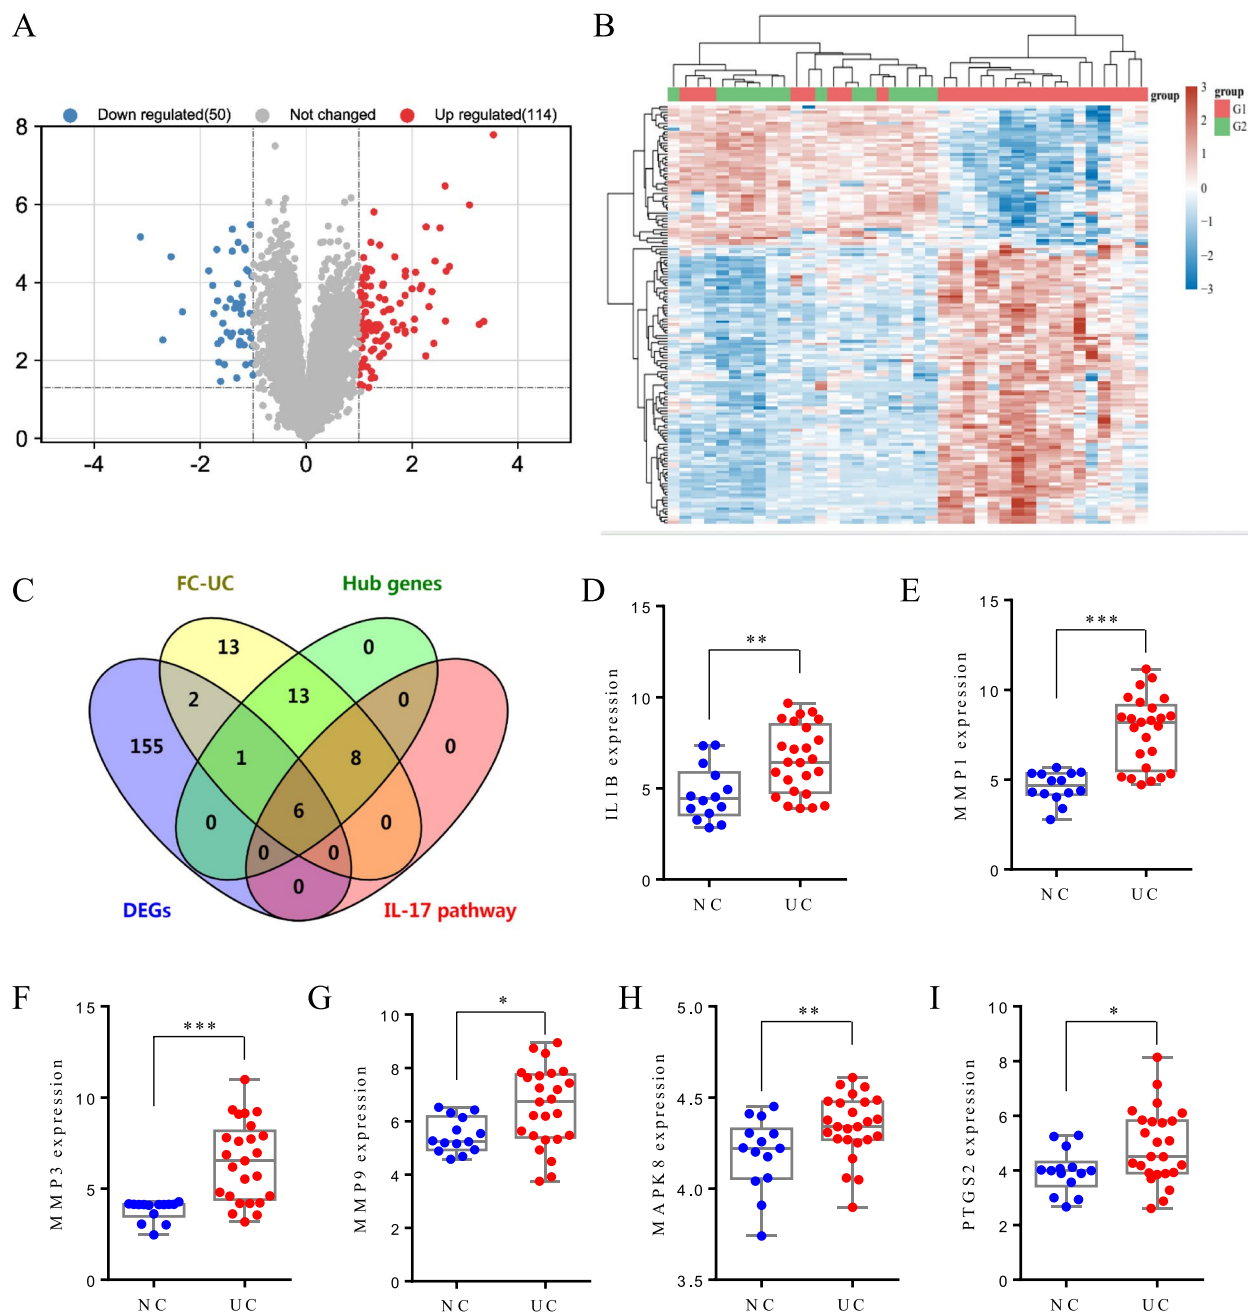 A
B
Down regulated(50) Not changed Up regulated(114)
8
6
4
2
0
-4 -2 0 2 4
group
3
2
1
0
−1
−2
−3
group
G1
G2
C
FC-UC Hub genes
13 0
2 13 0
155 1 8 0
6
0 0
0 0
0
DEGs IL-17 pathway
D
IL1B expression
15
10
5
0
**
NC UC
E
MMP1 expression
15
10
5
0
***
NC UC
F
MMP3 expression
15
10
5
0
***
NC UC
G
MMP9 expression
10
8
6
4
2
0
*
NC UC
H
MAPK8 expression
5.0
4.5
4.0
3.5
**
NC UC
I
PTGS2 expression
10
8
6
4
2
0
*
NC UC